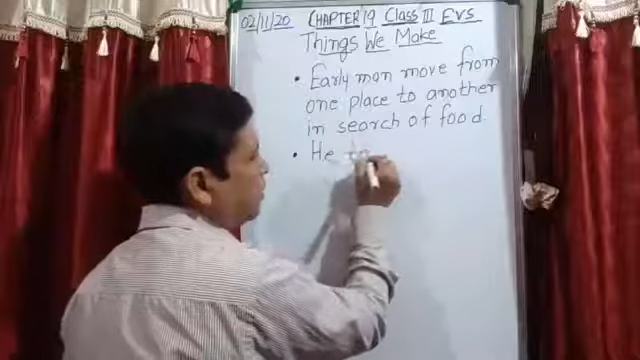 02/11/20 CHAPTER 19 Class III EVS
Things We Make
• Early man move from
one place to another
in search of food.
• He